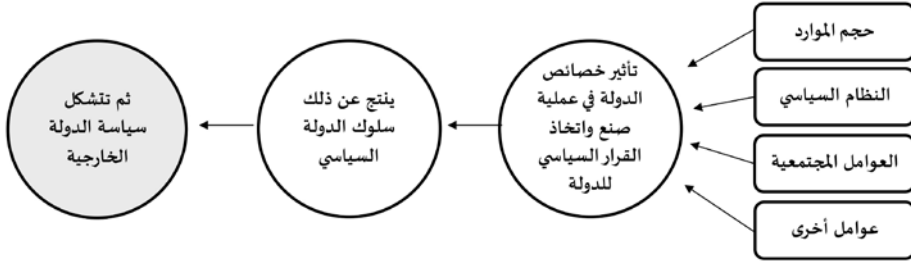 حجم الموارد
النظام السياسي
العوامل المجتمعية
عوامل أخرى
تأثير خصائص
الدولة في عملية
صنع واتخاذ
القرار السياسي
للدولة
ينتج عن ذلك
سلوك الدولة
السياسي
ثم تتشكل
سياسة الدولة
الخارجية